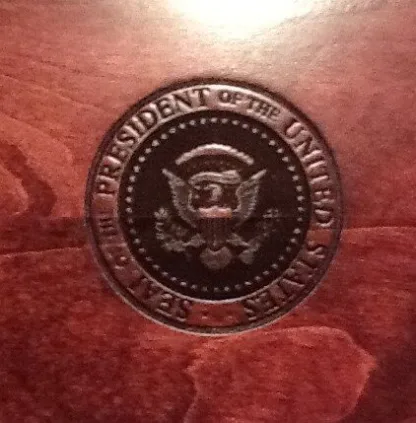 SEAL OF THE PRESIDENT OF THE UNITED STATES